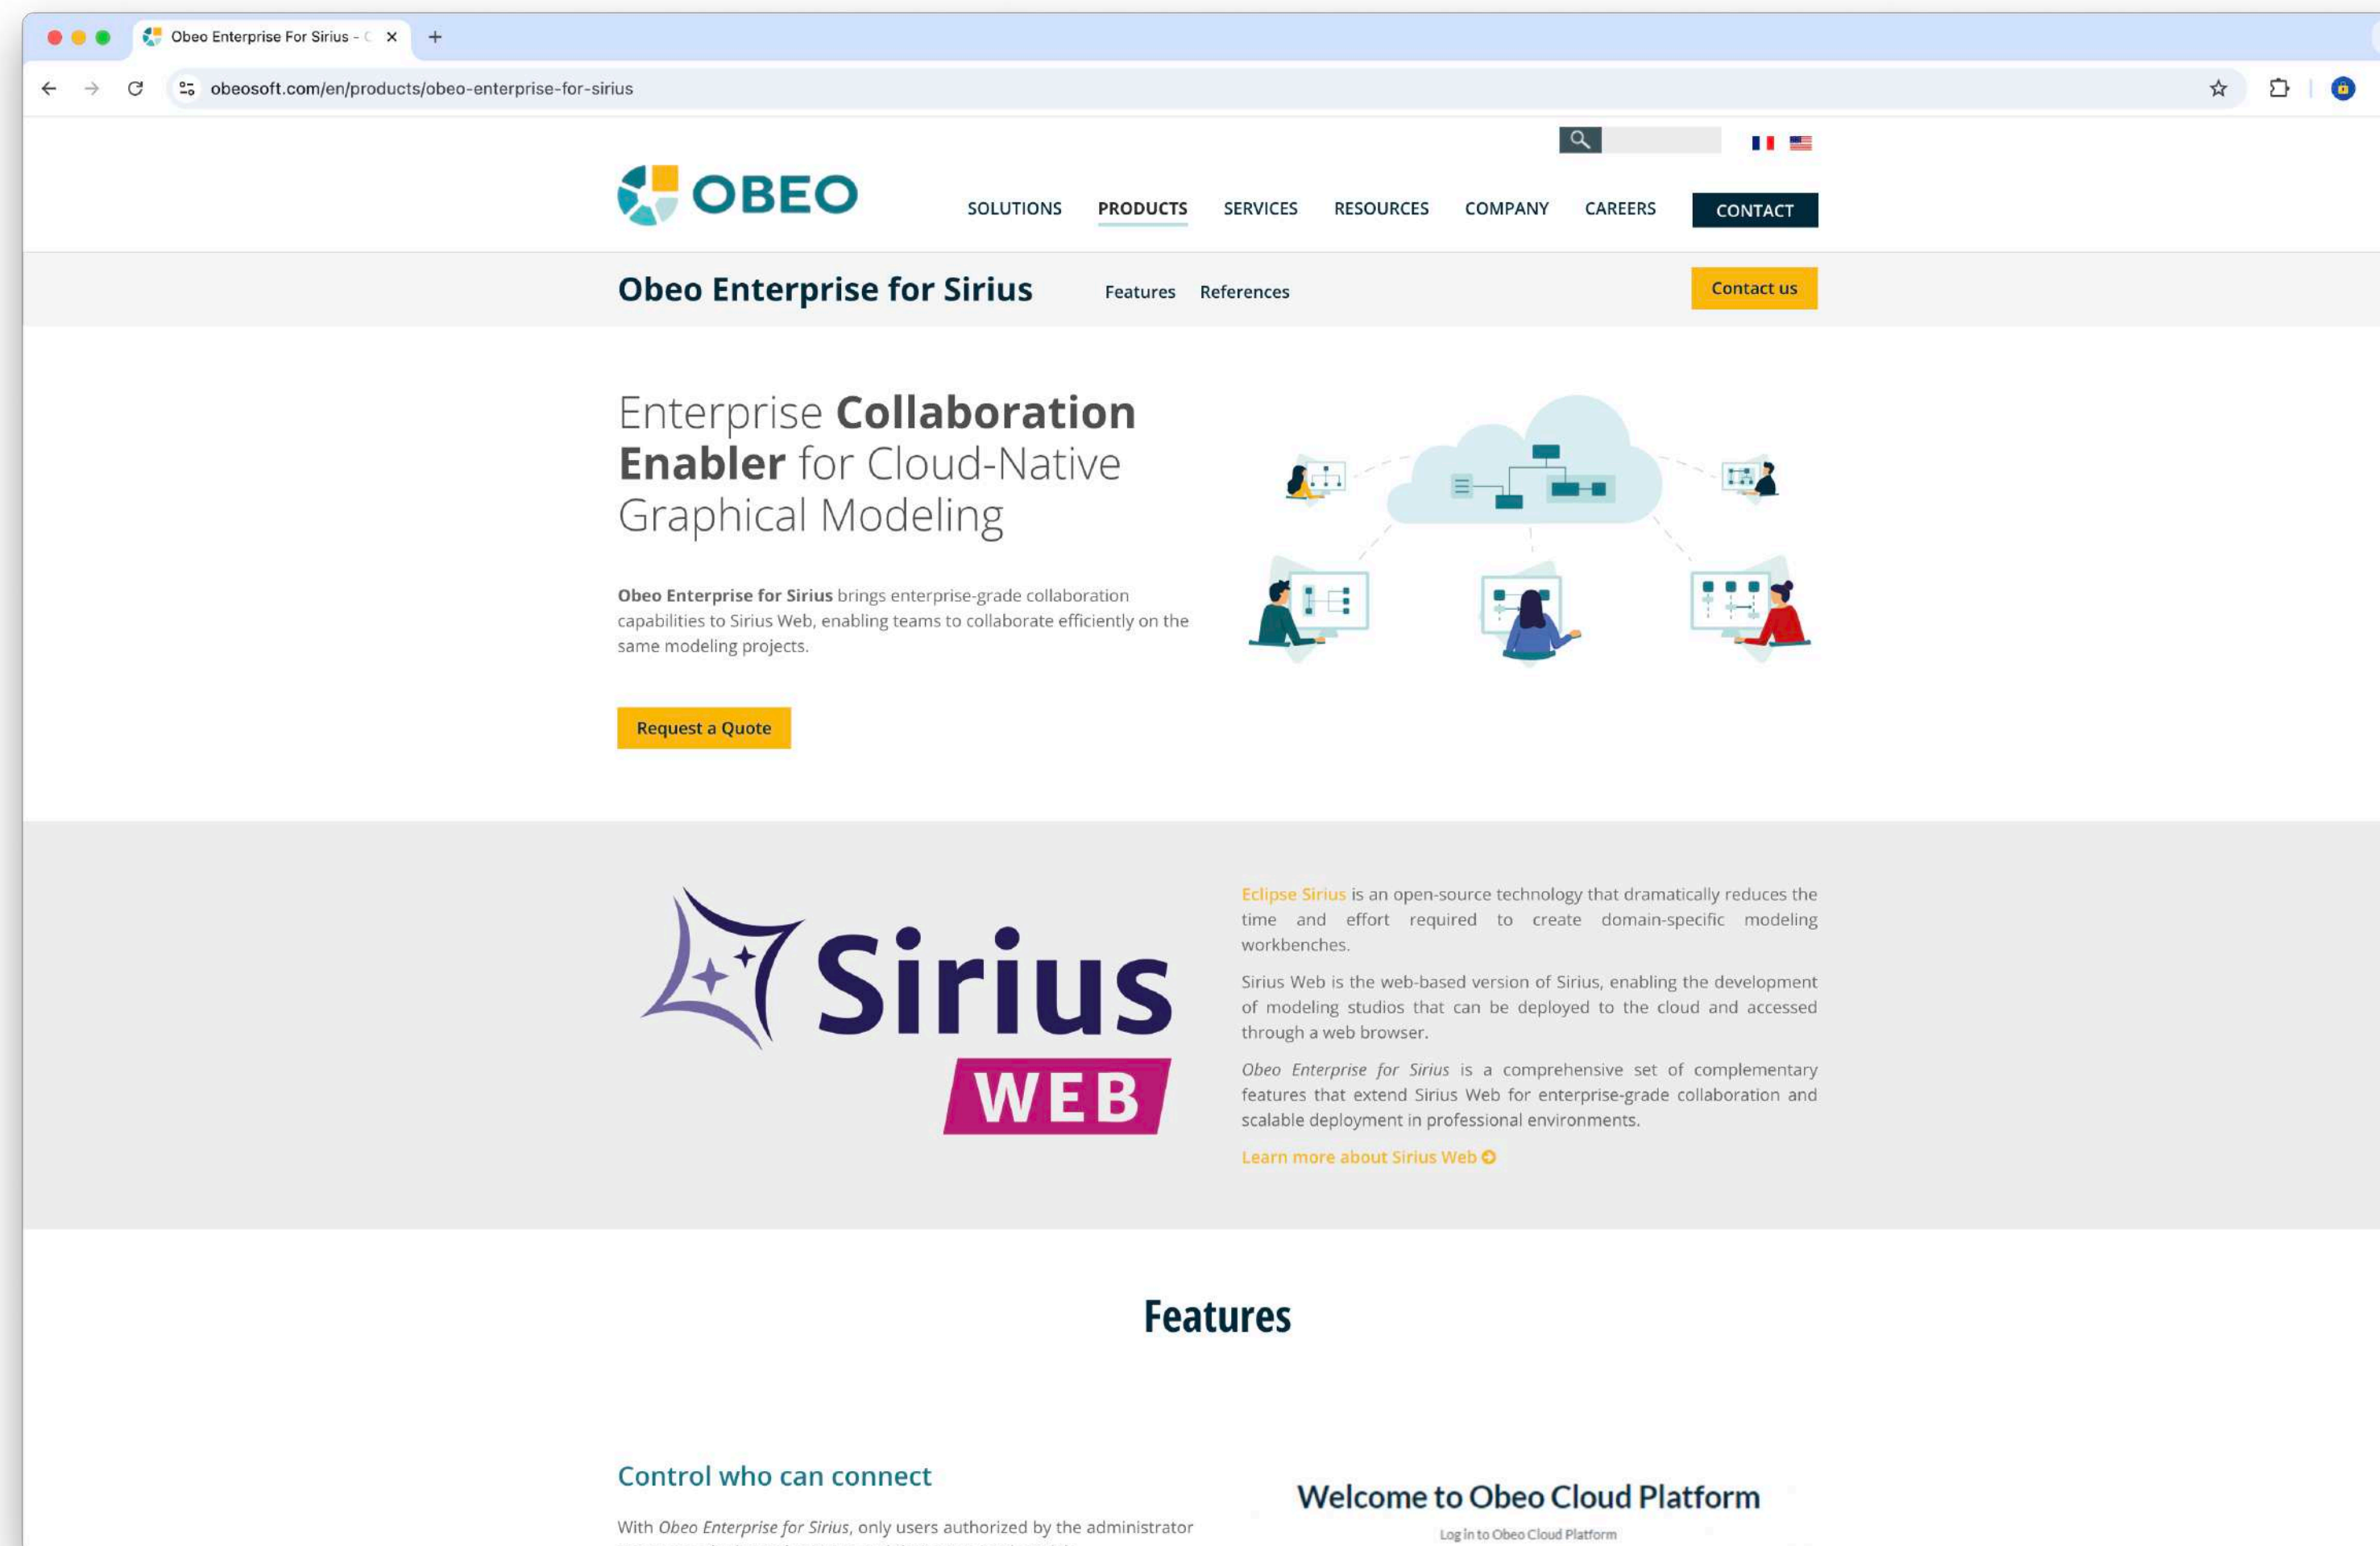 Obeo Enterprise For Sirius -
obeosoft.com/en/products/obeo-enterprise-for-sirius
OBEO
SOLUTIONS PRODUCTS SERVICES RESOURCES COMPANY CAREERS CONTACT
Obeo Enterprise for Sirius Features References Contact us
Enterprise Collaboration
Enabler for Cloud-Native
Graphical Modeling
Obeo Enterprise for Sirius brings enterprise-grade collaboration
capabilities to Sirius Web, enabling teams to collaborate efficiently on the
same modeling projects.
Request a Quote
Sirius
WEB
Eclipse Sirius is an open-source technology that dramatically reduces the
time and effort required to create domain-specific modeling
workbenches.
Sirius Web is the web-based version of Sirius, enabling the development
of modeling studios that can be deployed to the cloud and accessed
through a web browser.
Obeo Enterprise for Sirius is a comprehensive set of complementary
features that extend Sirius Web for enterprise-grade collaboration and
scalable deployment in professional environments.
Learn more about Sirius Web
Features
Control who can connect
With Obeo Enterprise for Sirius, only users authorized by the administrator
Welcome to Obeo Cloud Platform
Log in to Obeo Cloud Platform